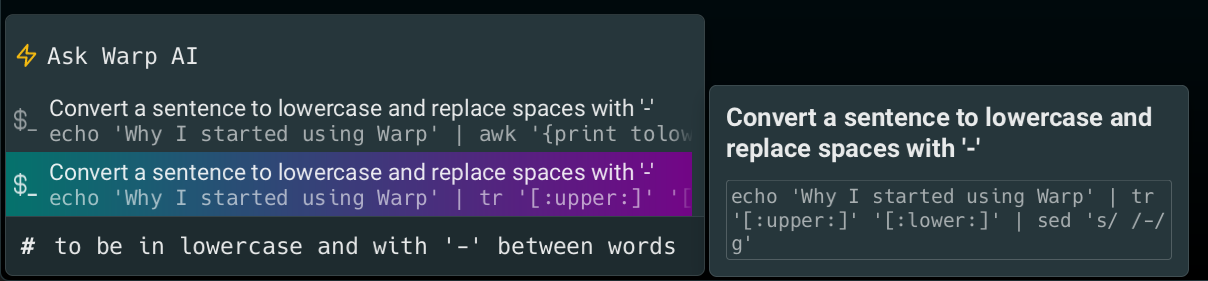 Ask Warp AI
$_ Convert a sentence to lowercase and replace spaces with '-'
echo 'Why I started using Warp' | awk '{print tolow
$_ Convert a sentence to lowercase and replace spaces with '-'
echo 'Why I started using Warp' | tr '[:upper:]' '[
# to be in lowercase and with '-' between words
Convert a sentence to lowercase and
replace spaces with '-'
echo 'Why I started using Warp' | tr
'[:upper:]' '[:lower:]' | sed 's/ /-/
g'